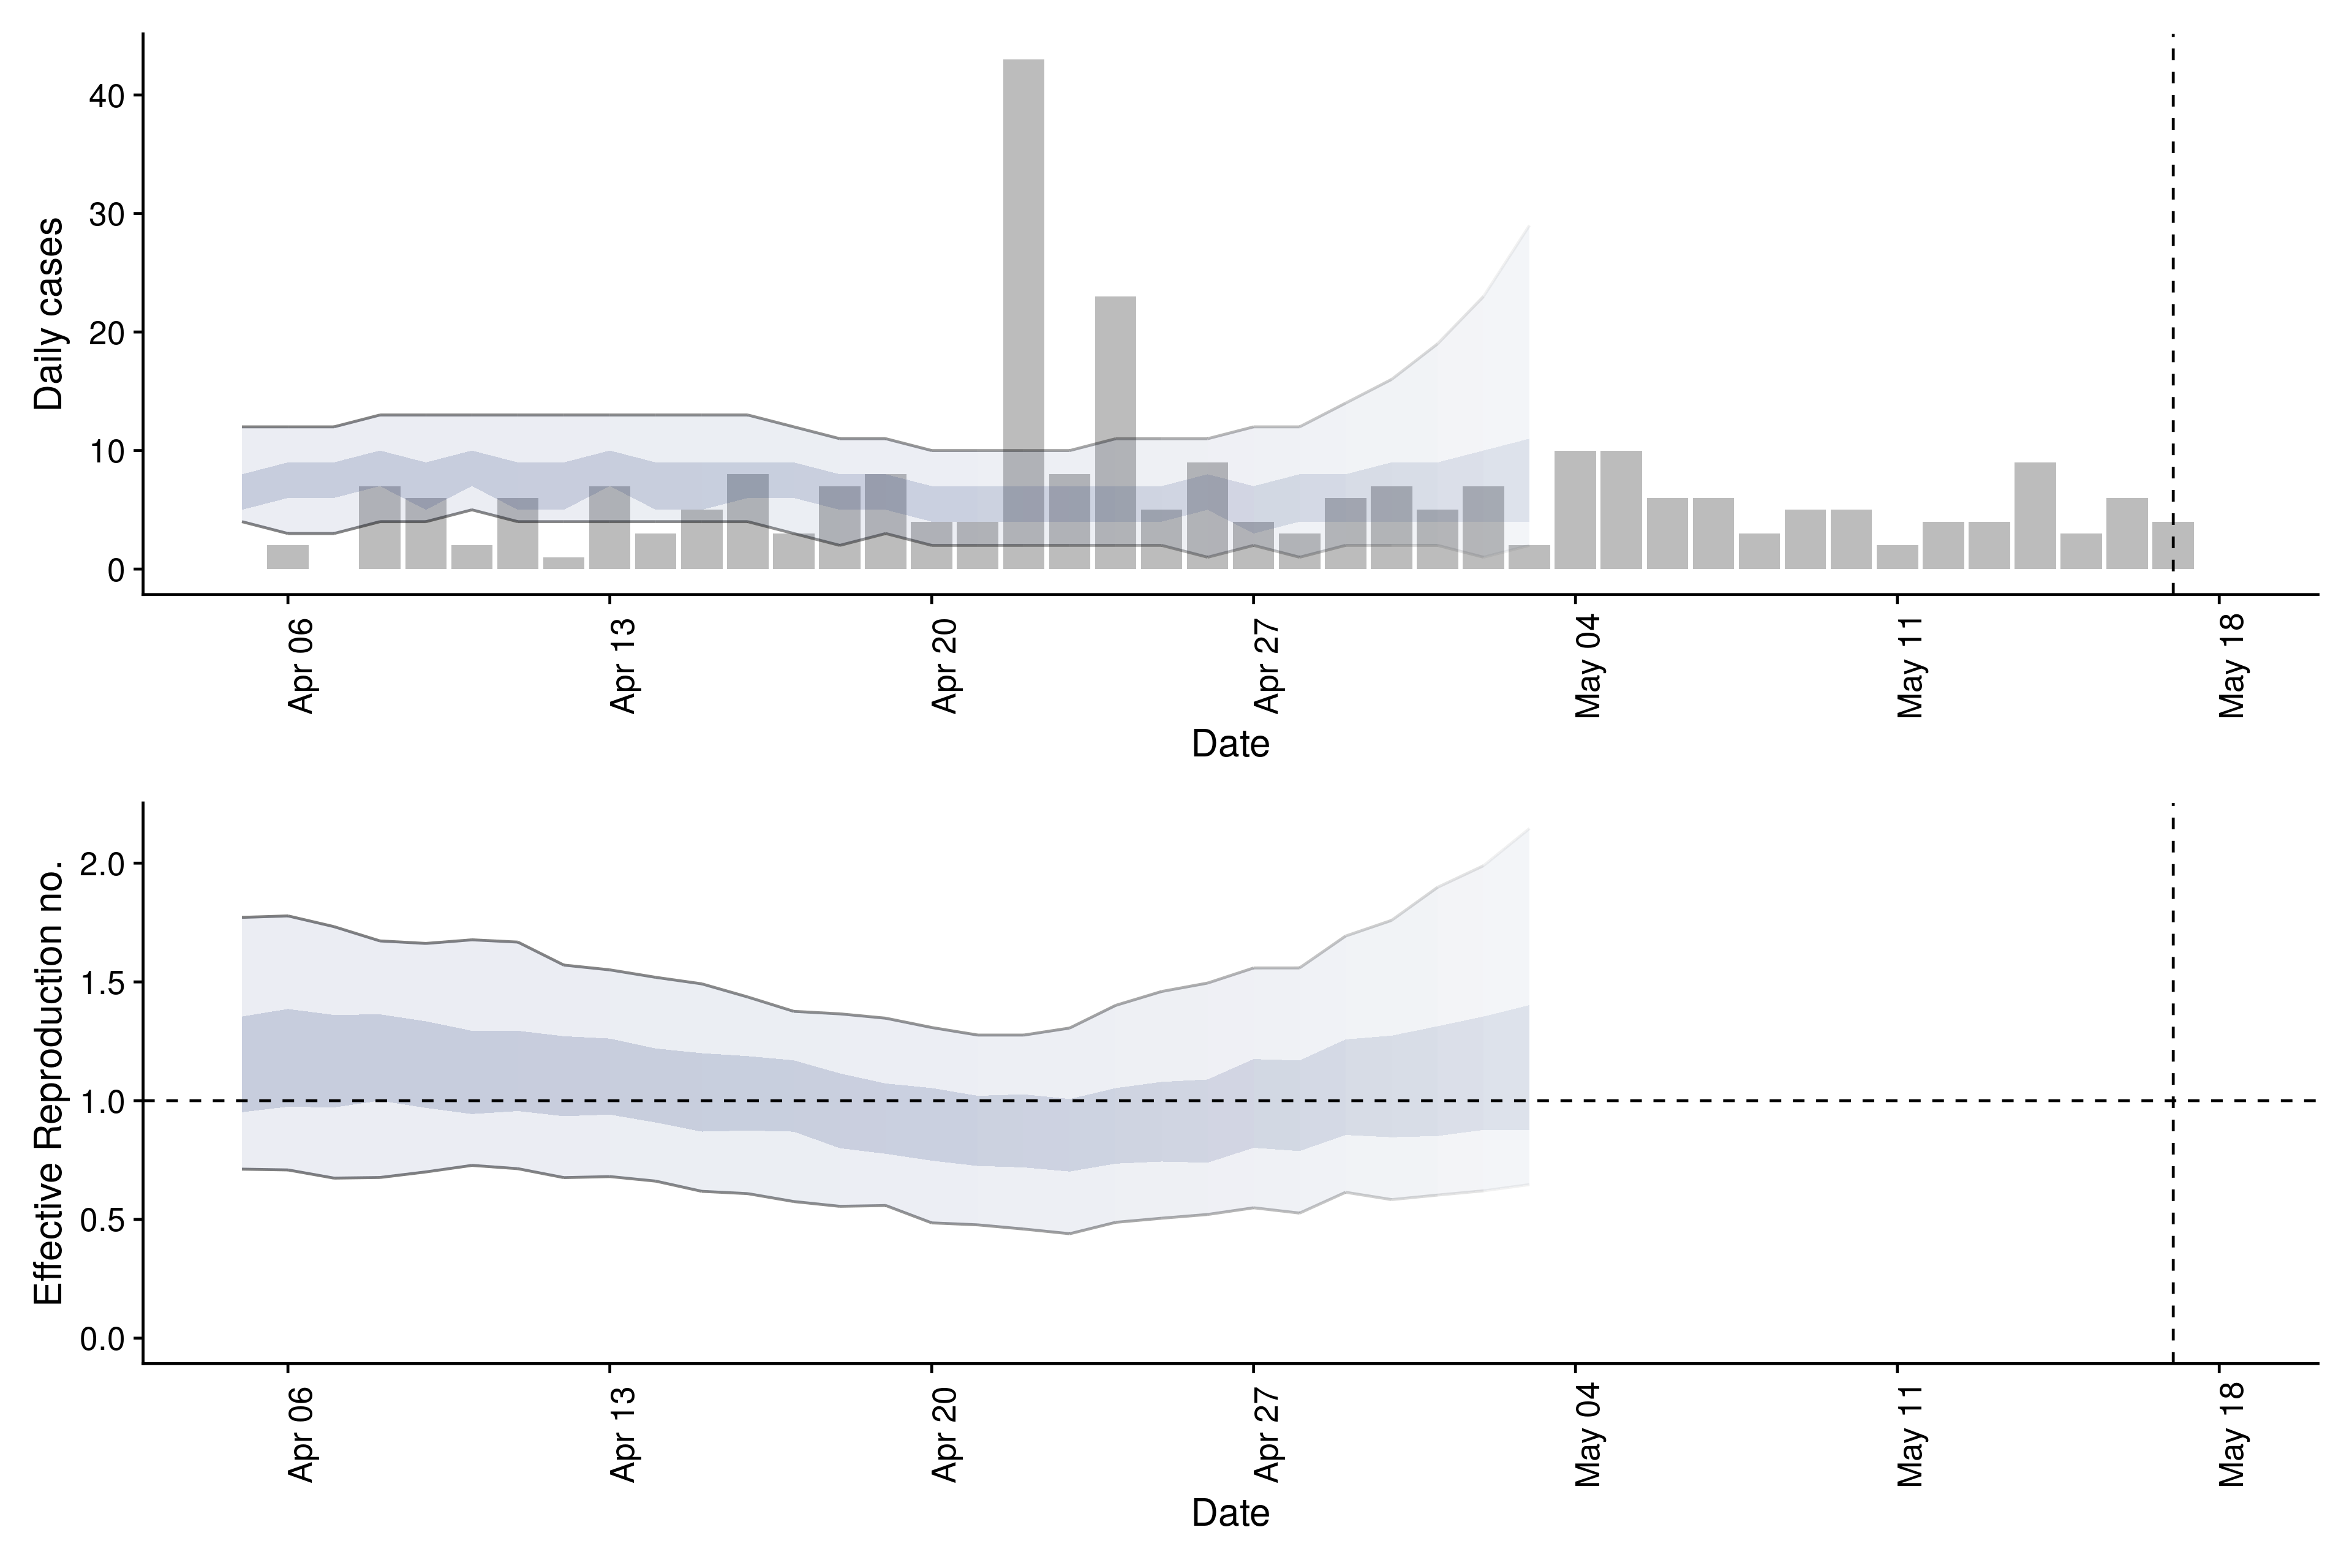 Daily cases
40
30
20
10
0
Apr 06
Apr 13
Apr 20
Apr 27
May 04
May 11
May 18
Date
Effective Reproduction no.
2.0
1.5
1.0
0.5
0.0
Apr 06
Apr 13
Apr 20
Apr 27
May 04
May 11
May 18
Date